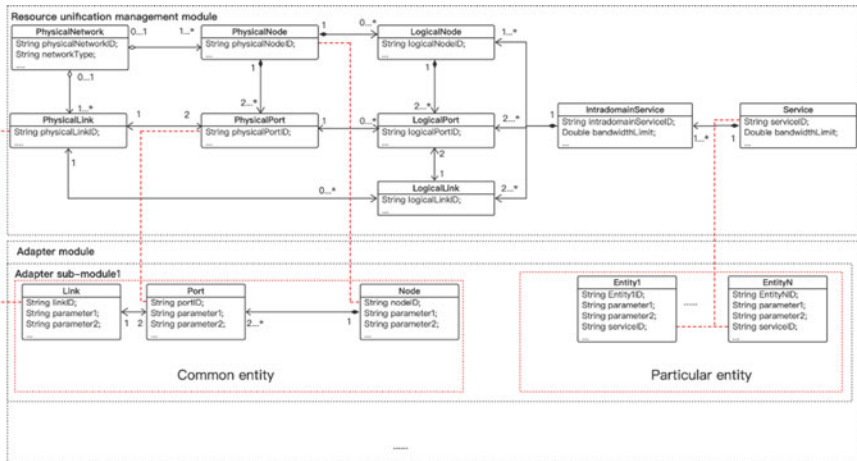 Resource unification management module
PhysicalNetwork
String physicalNetworkID;
String networkType;
....
0...1
1...*
PhysicalNode
String physicalNodeID;
...
1
0...*
LogicalNode
String logicalNodeID;
...
1...*
0...1
1...*
1
2...*
1
2...*
PhysicalLink
String physicalLinkID;
...
1
2
PhysicalPort
String physicalPortID;
...
1
0...*
LogicalPort
String logicalPortID;
...
2...*
1
IntradomainService
String intradomainServiceID;
Double bandwidthLimit;
...
1...*
1
Service
String serviceID;
Double bandwidthLimit;
...
1
2
1
0...*
LogicalLink
String logicalLinkID;
...
2...*
Adapter module
Adapter sub-module1
Link
String linkID;
String parameter1;
String parameter2;
...
1
2
Port
String portID;
String parameter1;
String parameter2;
...
2...*
1
Node
String nodeID;
String parameter1;
String parameter2;
...
Common entity
Entity1
String Entity1ID;
String parameter1;
String parameter2;
String serviceID;
...
......
EntityN
String EntityNID;
String parameter1;
String parameter2;
String serviceID;
...
Particular entity
......